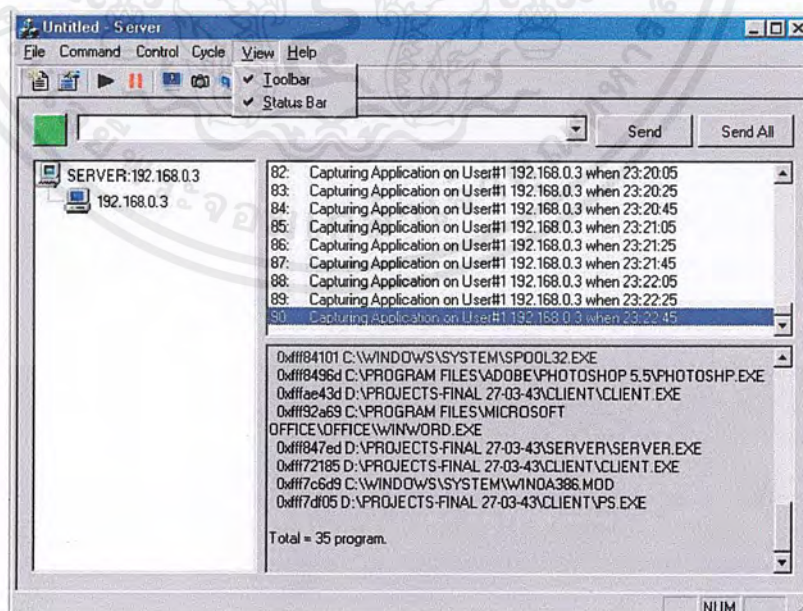 Untitled - Server
File Command Control Cycle View Help
Toolbar
Status Bar
Send Send All
SERVER:192.168.0.3
192.168.0.3
82: Capturing Application on User#1 192.168.0.3 when 23:20:05
83: Capturing Application on User#1 192.168.0.3 when 23:20:25
84: Capturing Application on User#1 192.168.0.3 when 23:20:45
85: Capturing Application on User#1 192.168.0.3 when 23:21:05
86: Capturing Application on User#1 192.168.0.3 when 23:21:25
87: Capturing Application on User#1 192.168.0.3 when 23:21:45
88: Capturing Application on User#1 192.168.0.3 when 23:22:05
89: Capturing Application on User#1 192.168.0.3 when 23:22:25
90: Capturing Application on User#1 192.168.0.3 when 23:22:45
0xfff84101 C:\WINDOWS\SYSTEM\SPOOL32.EXE
0xfff8496d C:\PROGRAM FILES\ADOBE\PHOTOSHOP 5.5\PHOTOSHP.EXE
0xfffae43d D:\PROJECTS-FINAL 27-03-43\CLIENT\CLIENT.EXE
0xfff92a69 C:\PROGRAM FILES\MICROSOFT
OFFICE\OFFICE\WINWORD.EXE
0xfff847ed D:\PROJECTS-FINAL 27-03-43\SERVER\SERVER.EXE
0xfff72185 D:\PROJECTS-FINAL 27-03-43\CLIENT\CLIENT.EXE
0xfff7c6d9 C:\WINDOWS\SYSTEM\WINOA386.MOD
0xfff7df05 D:\PROJECTS-FINAL 27-03-43\CLIENT\PS.EXE
Total = 35 program.
NUM